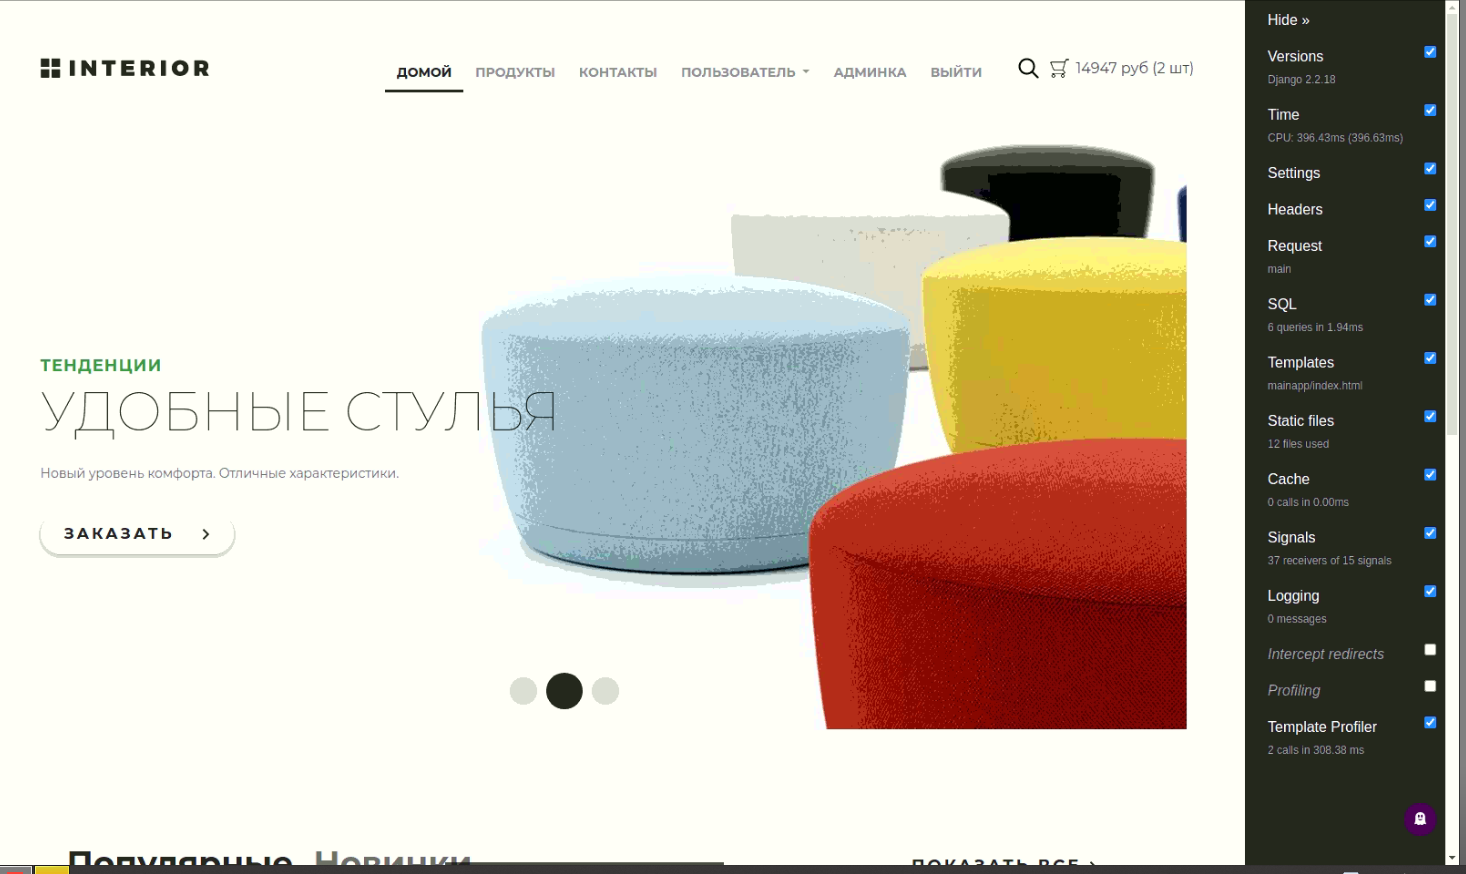 INTERIOR
ДОМОЙ ПРОДУКТЫ КОНТАКТЫ ПОЛЬЗОВАТЕЛЬ АДМИНКА ВЫЙТИ 14947 руб (2 шт)
ТЕНДЕНЦИИ
УДОБНЫЕ СТУЛЬЯ
Новый уровень комфорта. Отличные характеристики.
ЗАКАЗАТЬ
Популярные Новинки ПОКАЗАТЬ ВСЕ
Hide »
Versions
Django 2.2.18
Time
CPU: 396.43ms (396.63ms)
Settings
Headers
Request
main
SQL
6 queries in 1.94ms
Templates
mainapp/index.html
Static files
12 files used
Cache
0 calls in 0.00ms
Signals
37 receivers of 15 signals
Logging
0 messages
Intercept redirects
Profiling
Template Profiler
2 calls in 308.38 ms